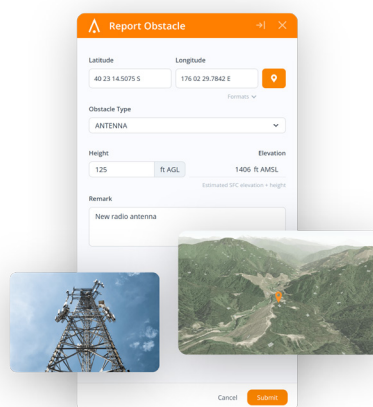 Report Obstacle
Latitude Longitude
40 23 14.5075 S 176 02 29.7842 E
Formats
Obstacle Type
ANTENNA
Height Elevation
125 ft AGL 1406 ft AMSL
Estimated SFC elevation + height
Remark
New radio antenna
Cancel Submit